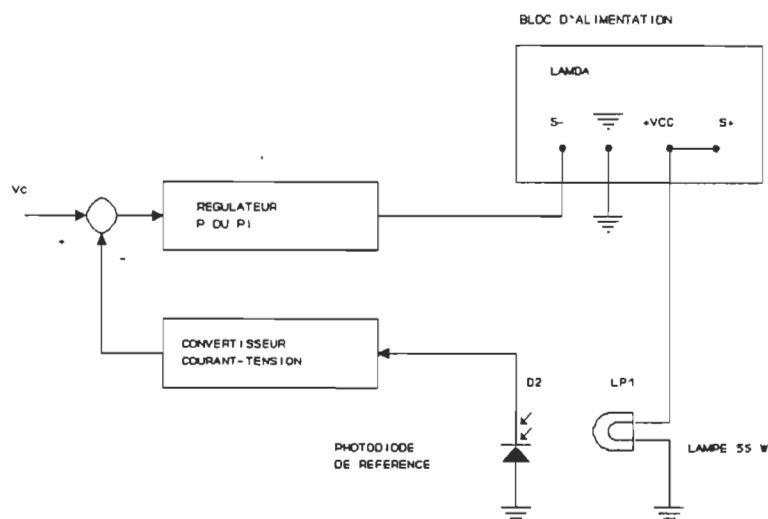 BLOC D'ALIMENTATION
LAMDA
S-
+VCC
S+
Vc
+
-
REGULATEUR
P OU PI
CONVERTISSEUR
COURANT-TENSION
D2
LP1
PHOTODIODE
DE REFERENCE
LAMPE 55 W